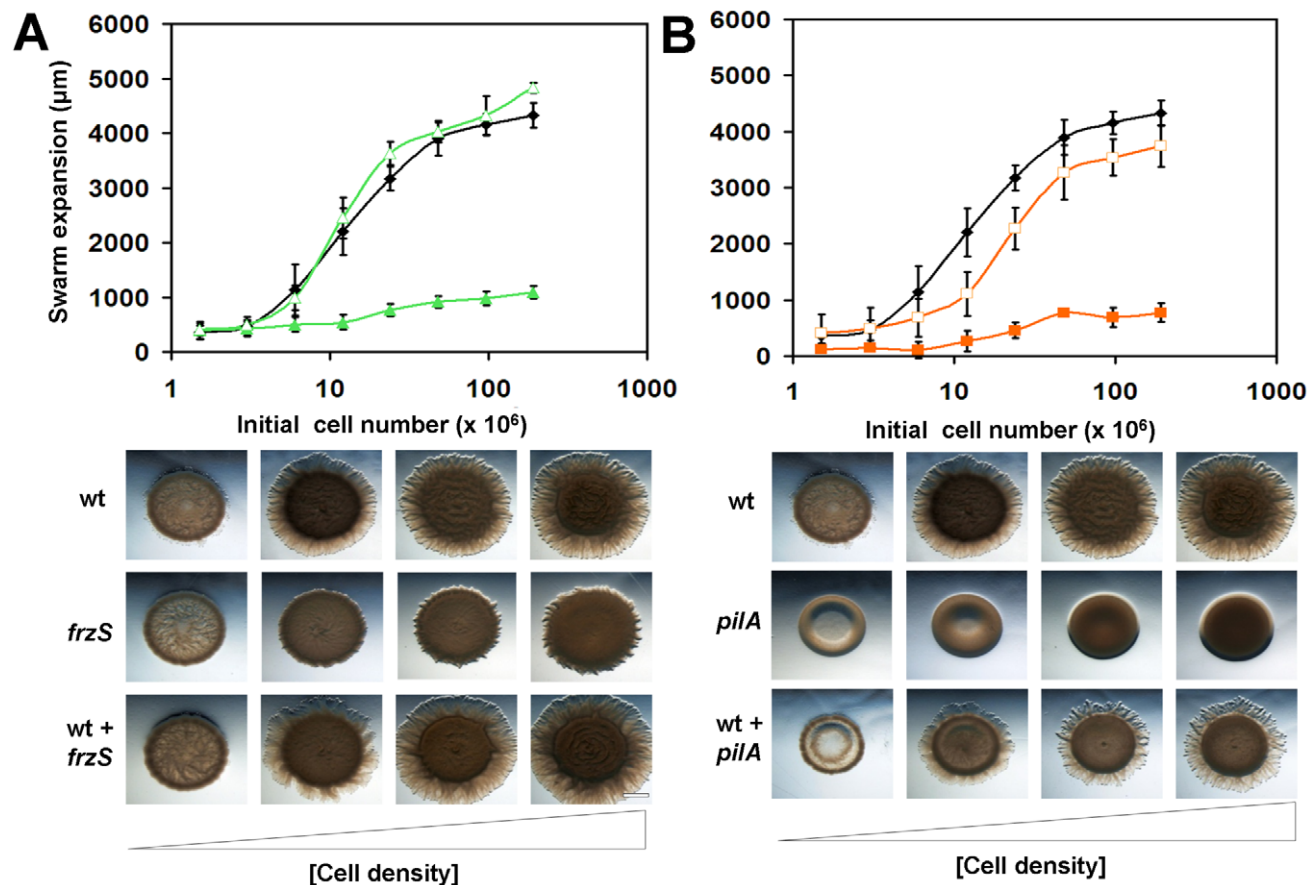 A
6000
5000
4000
3000
2000
1000
0
Swarm expansion (µm)
1 10 100 1000
Initial cell number (x 10⁶)
wt
frzS
wt +
frzS
[Cell density]
B
6000
5000
4000
3000
2000
1000
0
1 10 100 1000
Initial cell number (x 10⁶)
wt
pilA
wt +
pilA
[Cell density]